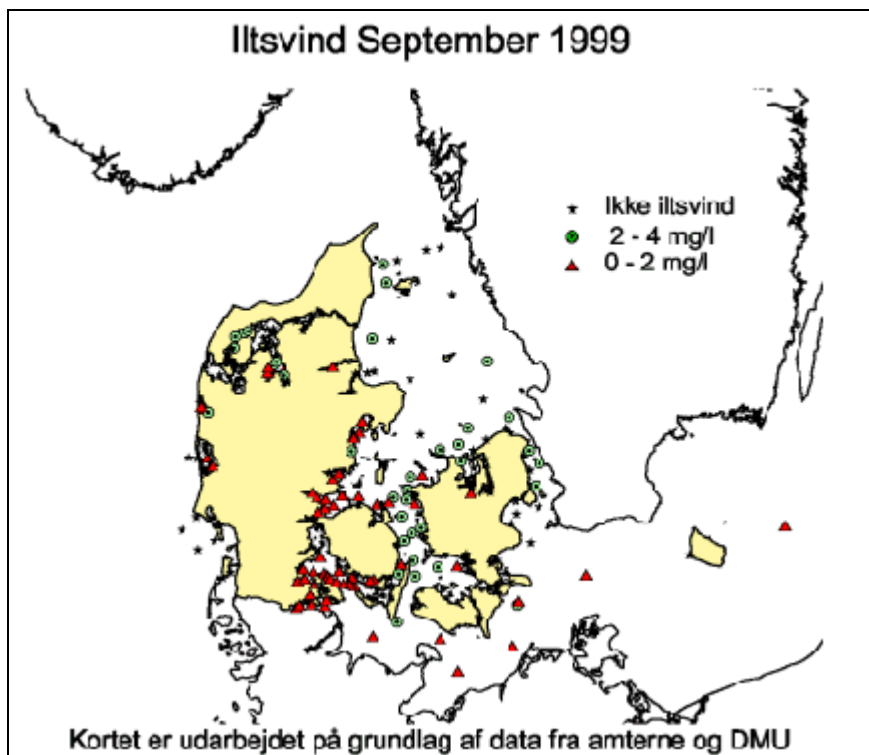 Iltsvind September 1999
Ikke iltsvind
2 - 4 mg/l
0 - 2 mg/l
Kortet er udarbejdet på grundlag af data fra amterne og DMU